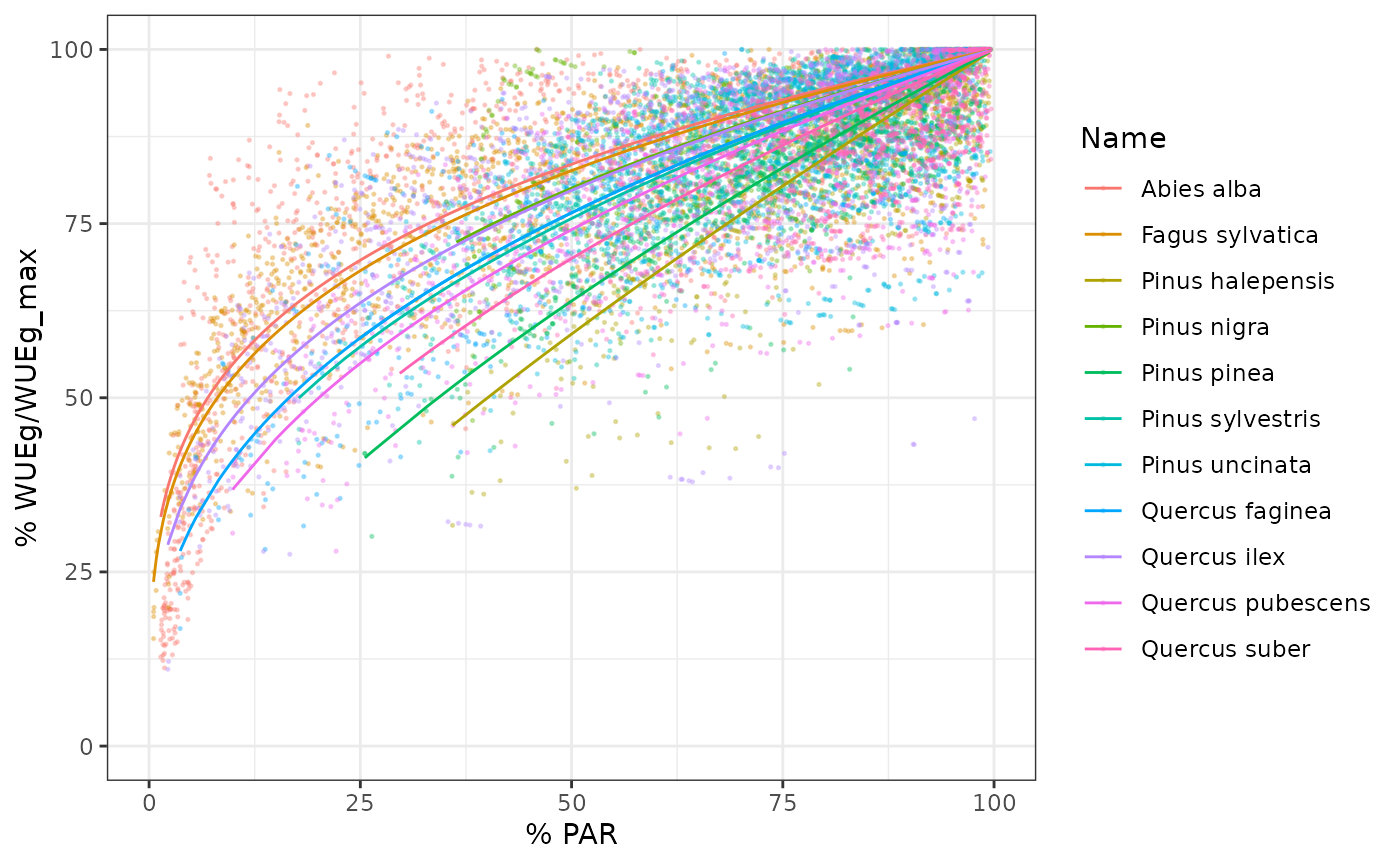 % WUEg/WUEg_max
100
75
50
25
0
0 25 50 75 100
% PAR
Name
Abies alba
Fagus sylvatica
Pinus halepensis
Pinus nigra
Pinus pinea
Pinus sylvestris
Pinus uncinata
Quercus faginea
Quercus ilex
Quercus pubescens
Quercus suber